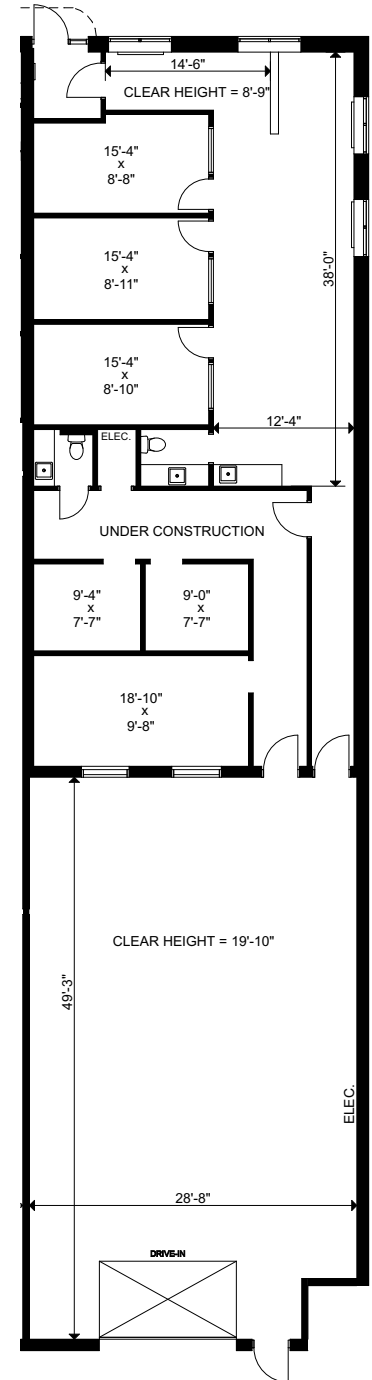 14'-6"
CLEAR HEIGHT = 8'-9"
15'-4"
x
8'-8"
38'-0"
15'-4"
x
8'-11"
15'-4"
x
8'-10"
12'-4"
ELEC.
UNDER CONSTRUCTION
9'-4"
x
7'-7"
9'-0"
x
7'-7"
18'-10"
x
9'-8"
CLEAR HEIGHT = 19'-10"
49'-3"
ELEC.
28'-8"
DRIVE-IN